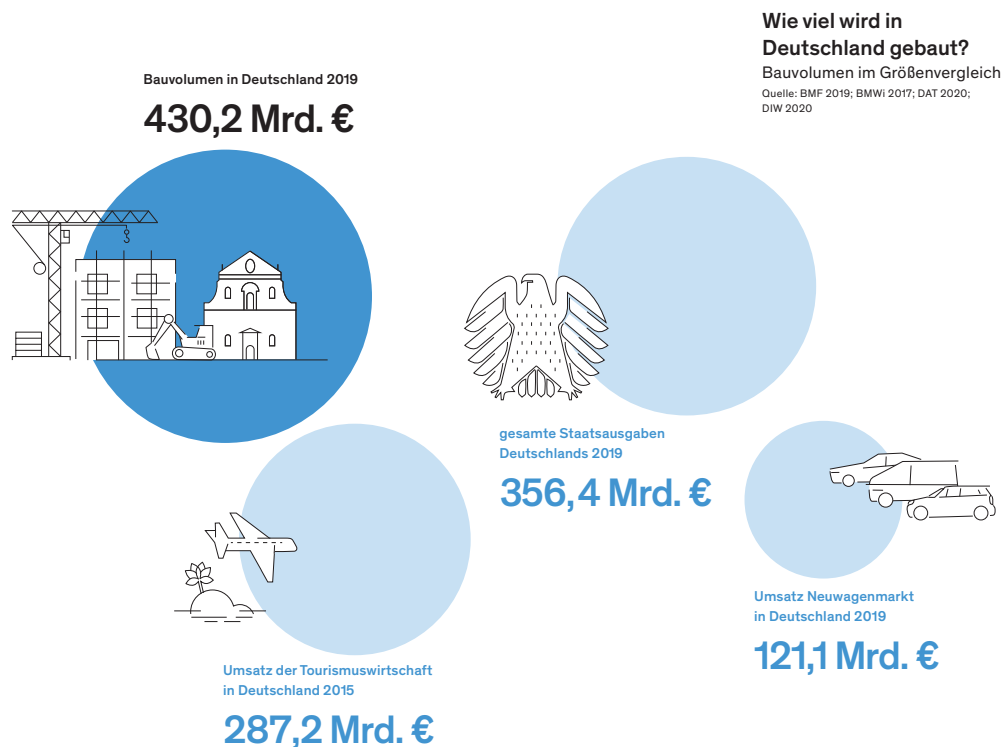 Wie viel wird in
Deutschland gebaut?
Bauvolumen im Größenvergleich
Quelle: BMF 2019; BMWi 2017; DAT 2020;
DIW 2020
Bauvolumen in Deutschland 2019
430,2 Mrd. €
gesamte Staatsausgaben
Deutschlands 2019
356,4 Mrd. €
Umsatz Neuwagenmarkt
in Deutschland 2019
121,1 Mrd. €
Umsatz der Tourismuswirtschaft
in Deutschland 2015
287,2 Mrd. €